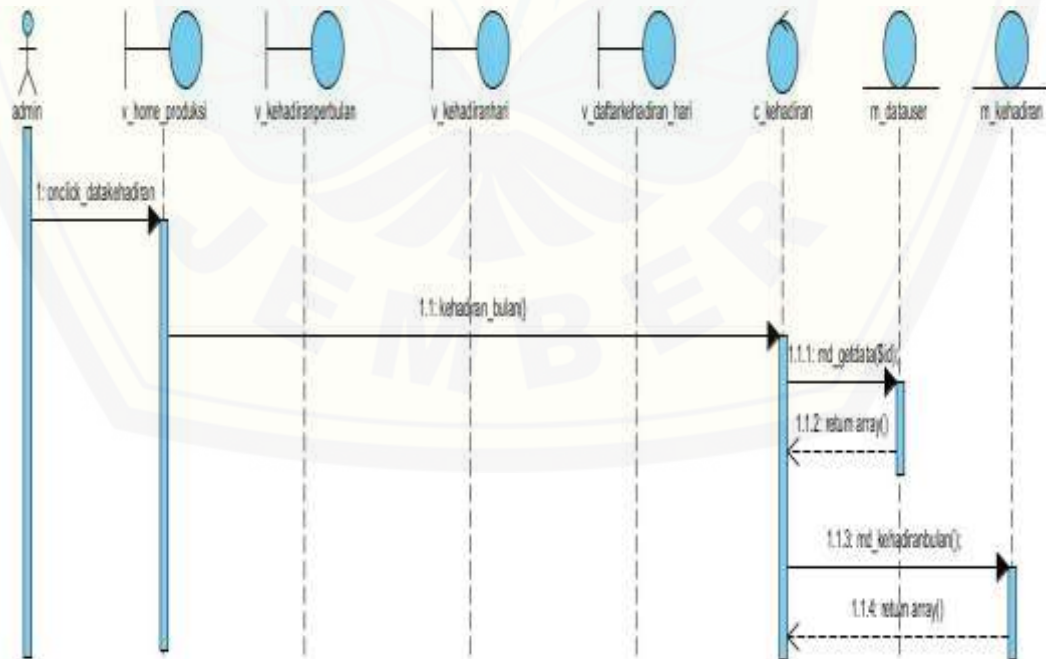 admin
v_home_produksi
v_kehadiranperbulan
v_kehadiranhari
v_daftarkehadiran_hari
c_kehadiran
m_datauser
m_kehadiran
1: onclick_datakehadiran
1.1: kehadiran_bulan()
1.1.1: md_getdata($id);
1.1.2: return array()
1.1.3: md_kehadiranbulan();
1.1.4: return array()
JEMBER